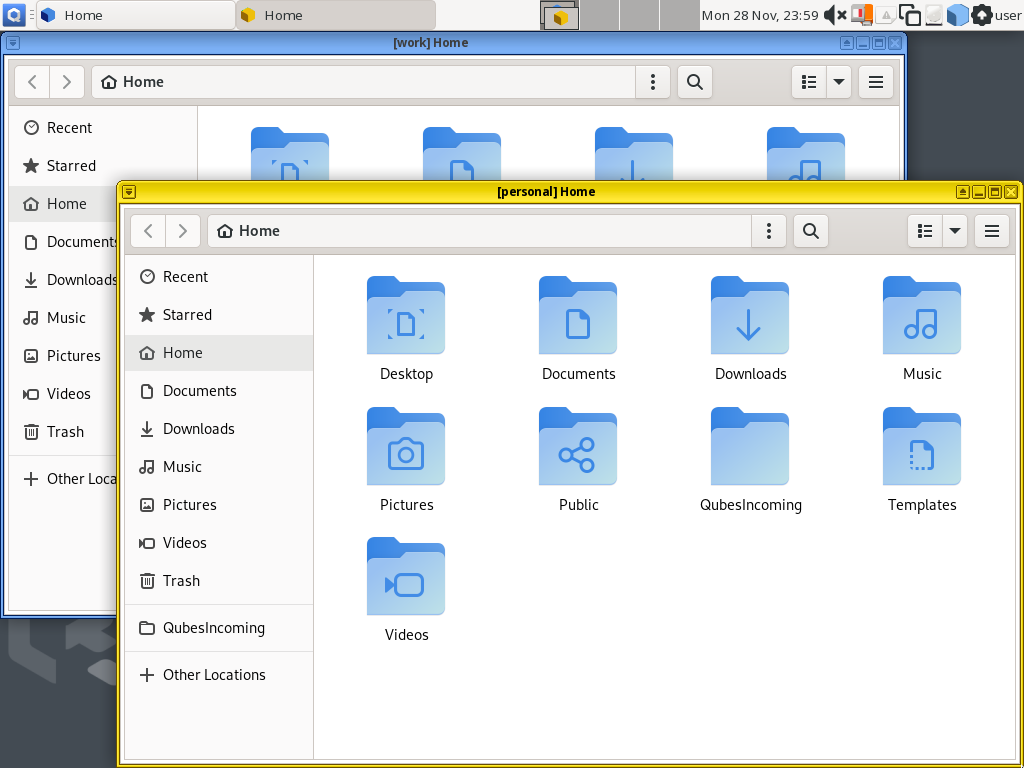 Home
Home
Mon 28 Nov, 23:59
user
[work] Home
Home
Recent
Starred
Home
Documents
Downloads
Music
Pictures
Videos
Trash
Other Loca
[personal] Home
Home
Recent
Starred
Home
Documents
Downloads
Music
Pictures
Videos
Trash
QubesIncoming
Other Locations
Desktop
Documents
Downloads
Music
Pictures
Public
QubesIncoming
Templates
Videos